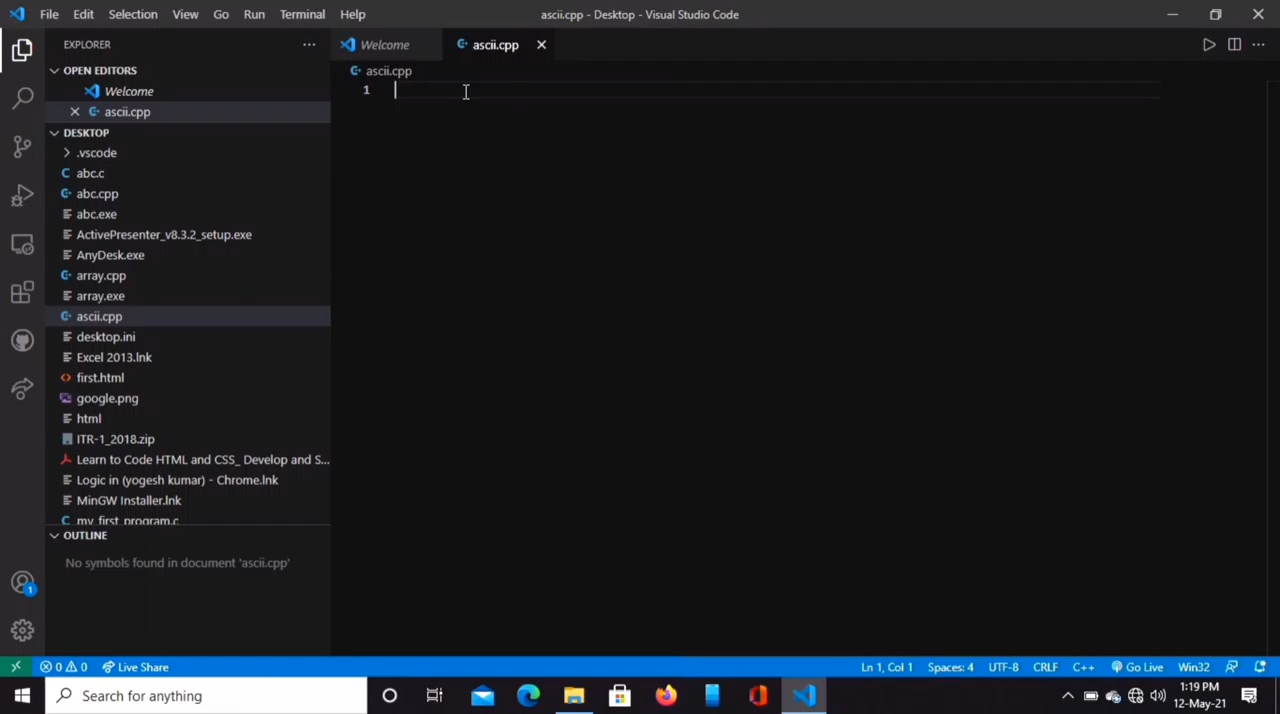 File Edit Selection View Go Run Terminal Help
ascii.cpp - Desktop - Visual Studio Code
EXPLORER
Welcome
ascii.cpp
OPEN EDITORS
Welcome
ascii.cpp
DESKTOP
.vscode
abc.c
abc.cpp
abc.exe
ActivePresenter_v8.3.2_setup.exe
AnyDesk.exe
array.cpp
array.exe
ascii.cpp
desktop.ini
Excel 2013.lnk
first.html
google.png
html
ITR-1_2018.zip
Learn to Code HTML and CSS_ Develop and S...
Logic in (yogesh kumar) - Chrome.lnk
MinGW Installer.lnk
my_first_program.c
OUTLINE
No symbols found in document 'ascii.cpp'
ascii.cpp
1
1
0 0 Live Share
Ln 1, Col 1 Spaces: 4 UTF-8 CRLF C++ Go Live Win32
Search for anything
1:19 PM
12-May-21